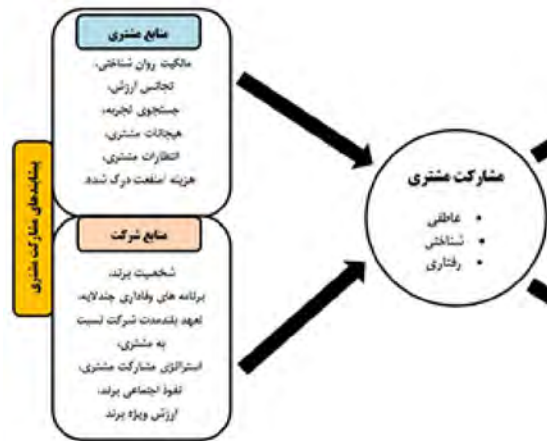 پیشایندهای مشارکت مشتری
منابع مشتری
مالکیت روان شناختی،
تجانس ارزش،
جستجوی تجربه،
هیجانات مشتری،
انتظارات مشتری،
هزینه /منفعت درک شده.
منابع شرکت
شخصیت برند،
برنامه های وفاداری چندلایه،
تعهد بلندمدت شرکت نسبت
به مشتری،
استراتژی مشارکت مشتری،
نفوذ اجتماعی برند،
ارزش ویژه برند
مشارکت مشتری
• عاطفی
• شناختی
• رفتاری